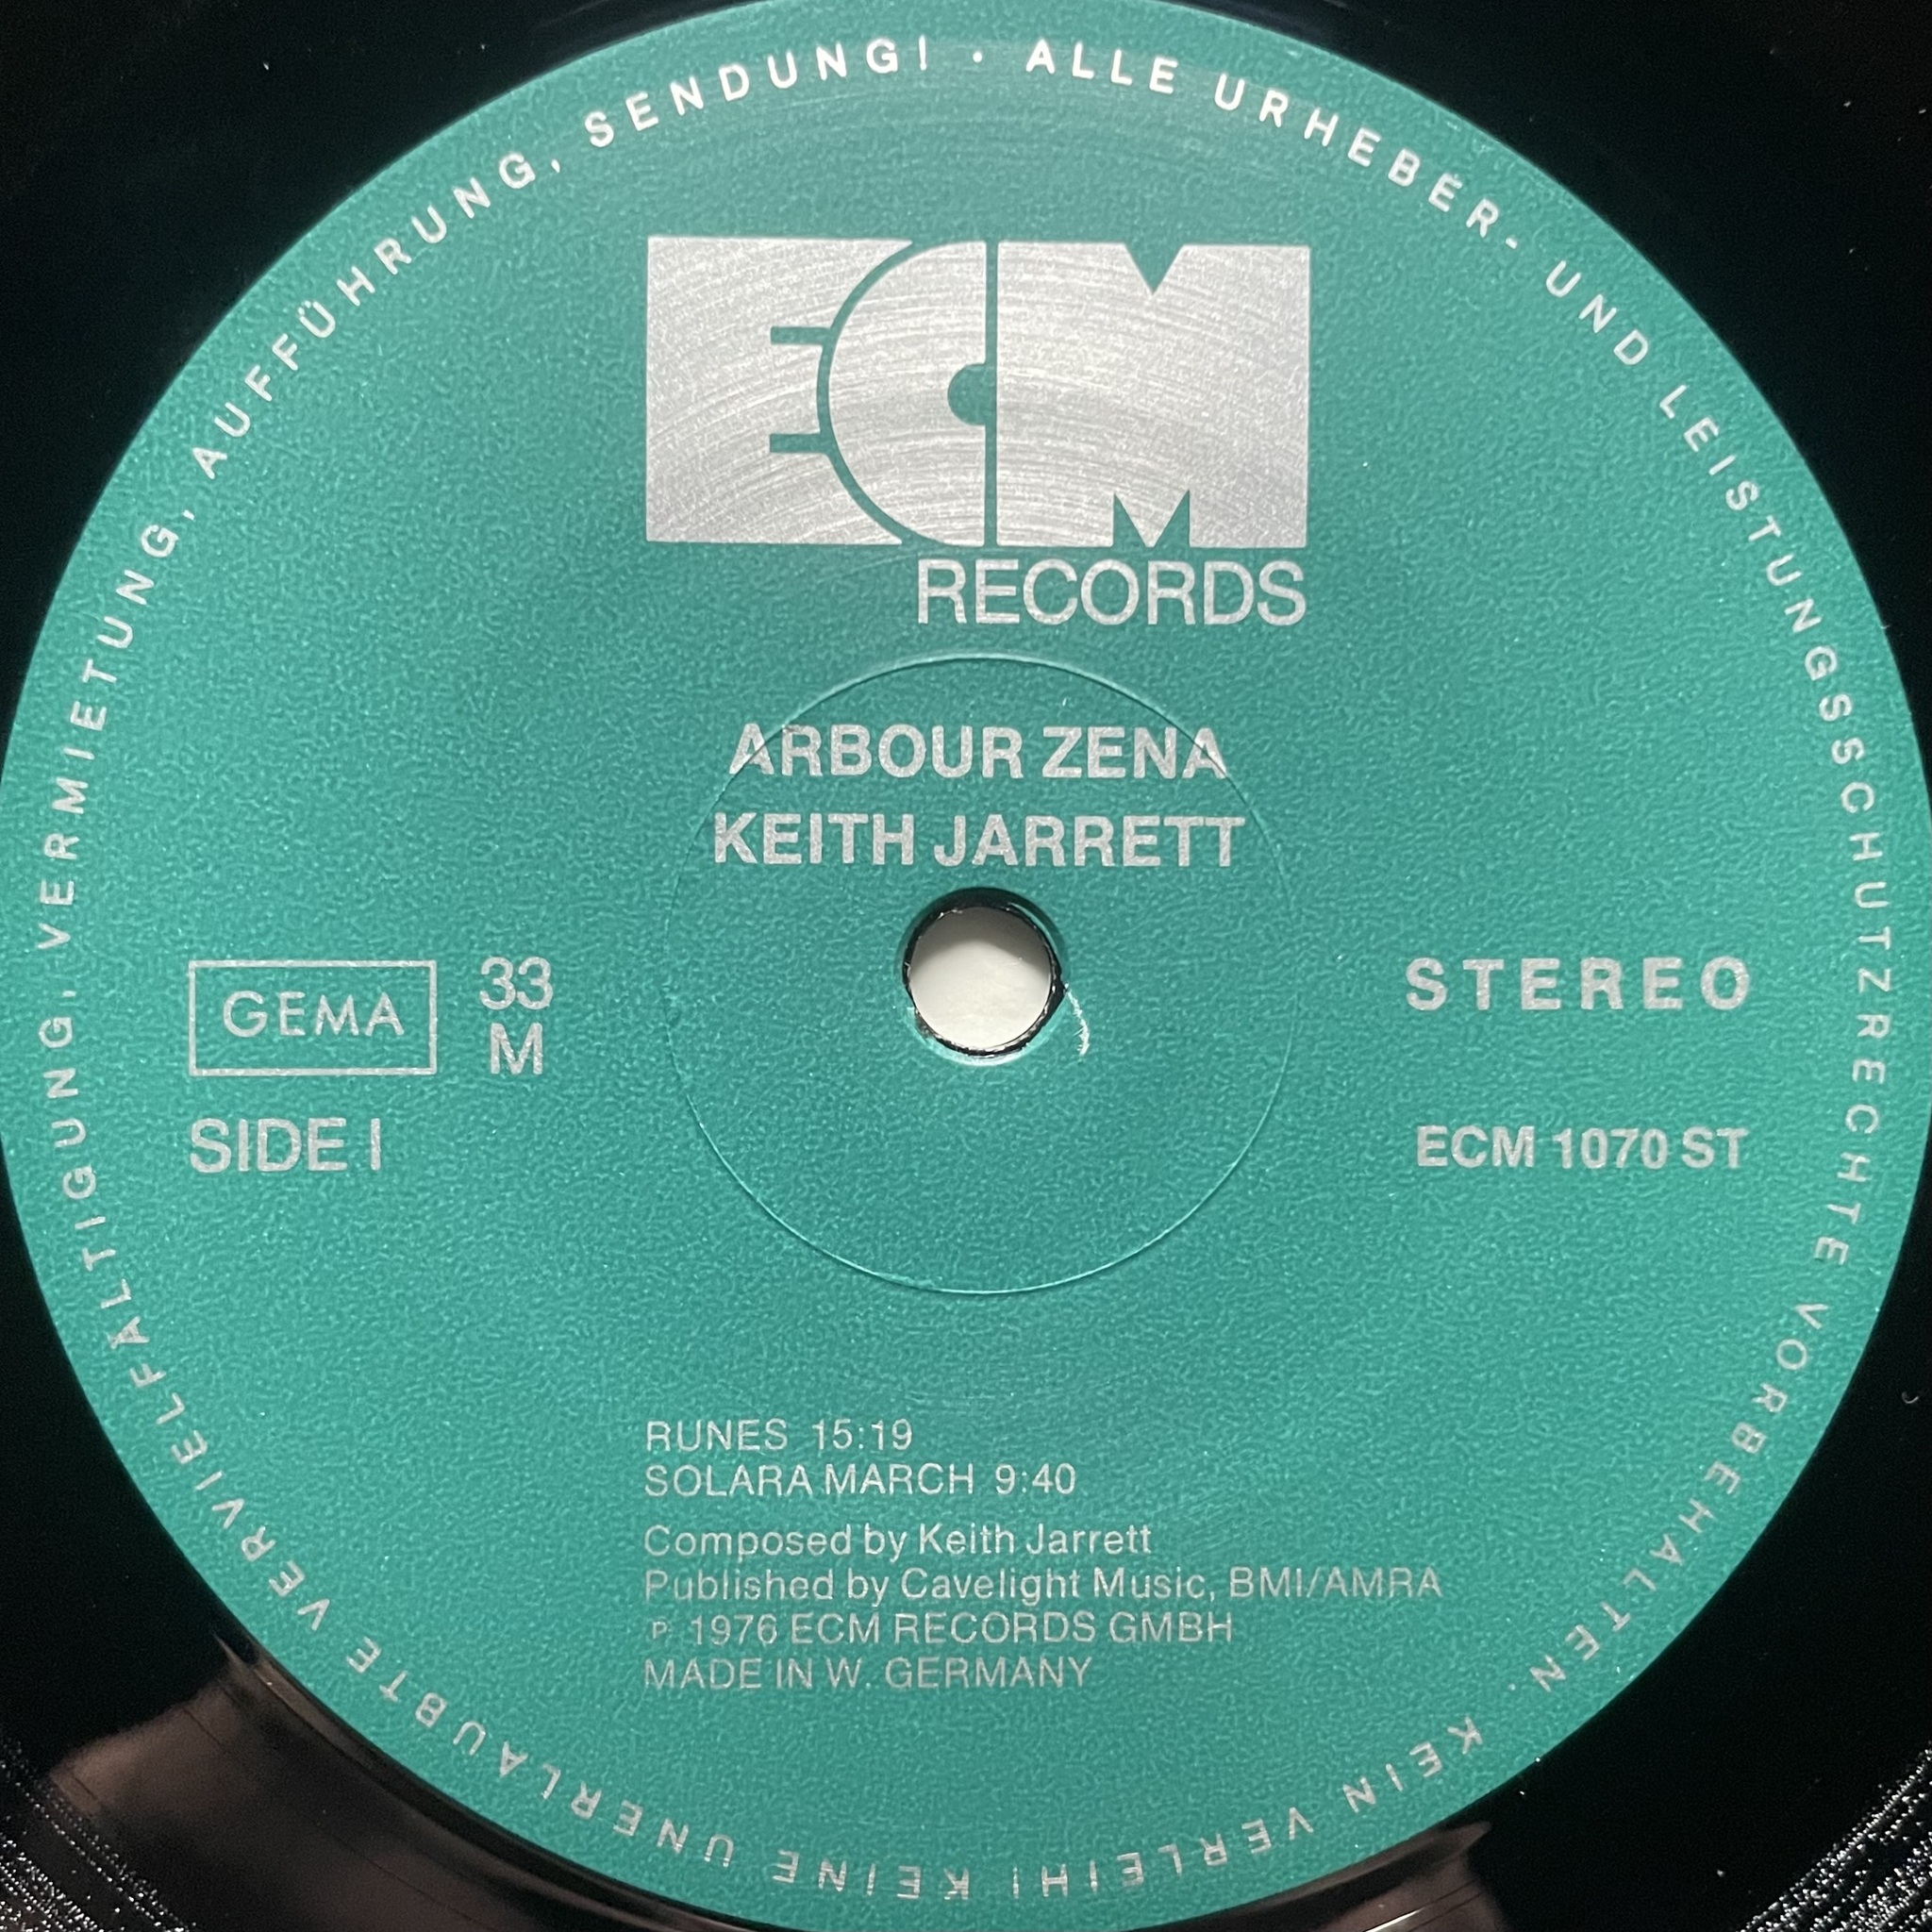 ALLE URHEBER- UND LEISTUNGSSCHUTZRECHTE VORBEHALTEN. KEIN VERLEIH! KEINE UNERLAUBTE VERVIELFÄLTIGUNG, VERMIETUNG, AUFFÜHRUNG, SENDUNG! ·
ECM
RECORDS
ARBOUR ZENA
KEITH JARRETT
GEMA
33
M
STEREO
SIDE I
ECM 1070 ST
RUNES 15:19
SOLARA MARCH 9:40
Composed by Keith Jarrett
Published by Cavelight Music, BMI/AMRA
℗ 1976 ECM RECORDS GMBH
MADE IN W. GERMANY